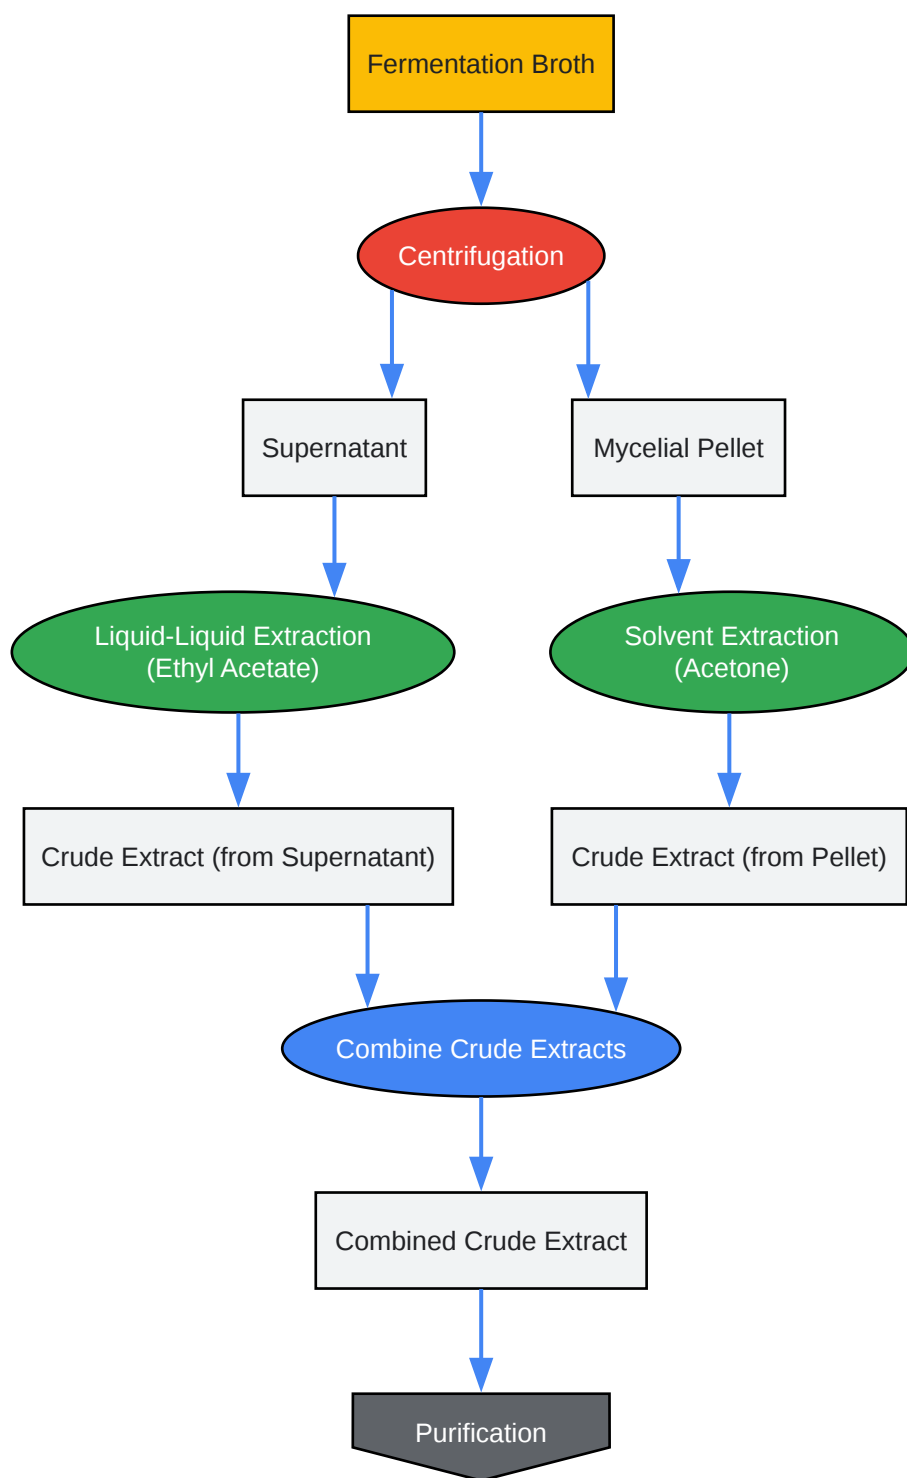 Fermentation Broth
Centrifugation
Supernatant
Mycelial Pellet
Liquid-Liquid Extraction
(Ethyl Acetate)
Solvent Extraction
(Acetone)
Crude Extract (from Supernatant)
Crude Extract (from Pellet)
Combine Crude Extracts
Combined Crude Extract
Purification